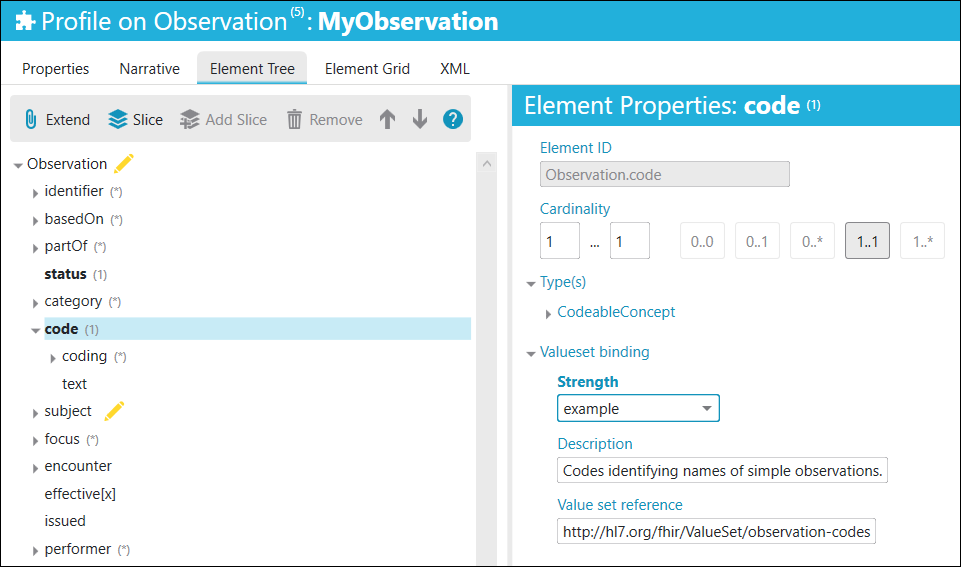 Profile on Observation (5) : MyObservation
Properties Narrative Element Tree Element Grid XML
Extend Slice Add Slice Remove ?
Observation
identifier (*)
basedOn (*)
partOf (*)
status (1)
category (*)
code (1)
coding (*)
text
subject
focus (*)
encounter
effective[x]
issued
performer (*)
Element Properties: code (1)
Element ID
Observation.code
Cardinality
1 ... 1 0..0 0..1 0..* 1..1 1..*
Type(s)
CodeableConcept
Valueset binding
Strength
example
Description
Codes identifying names of simple observations.
Value set reference
http://hl7.org/fhir/ValueSet/observation-codes